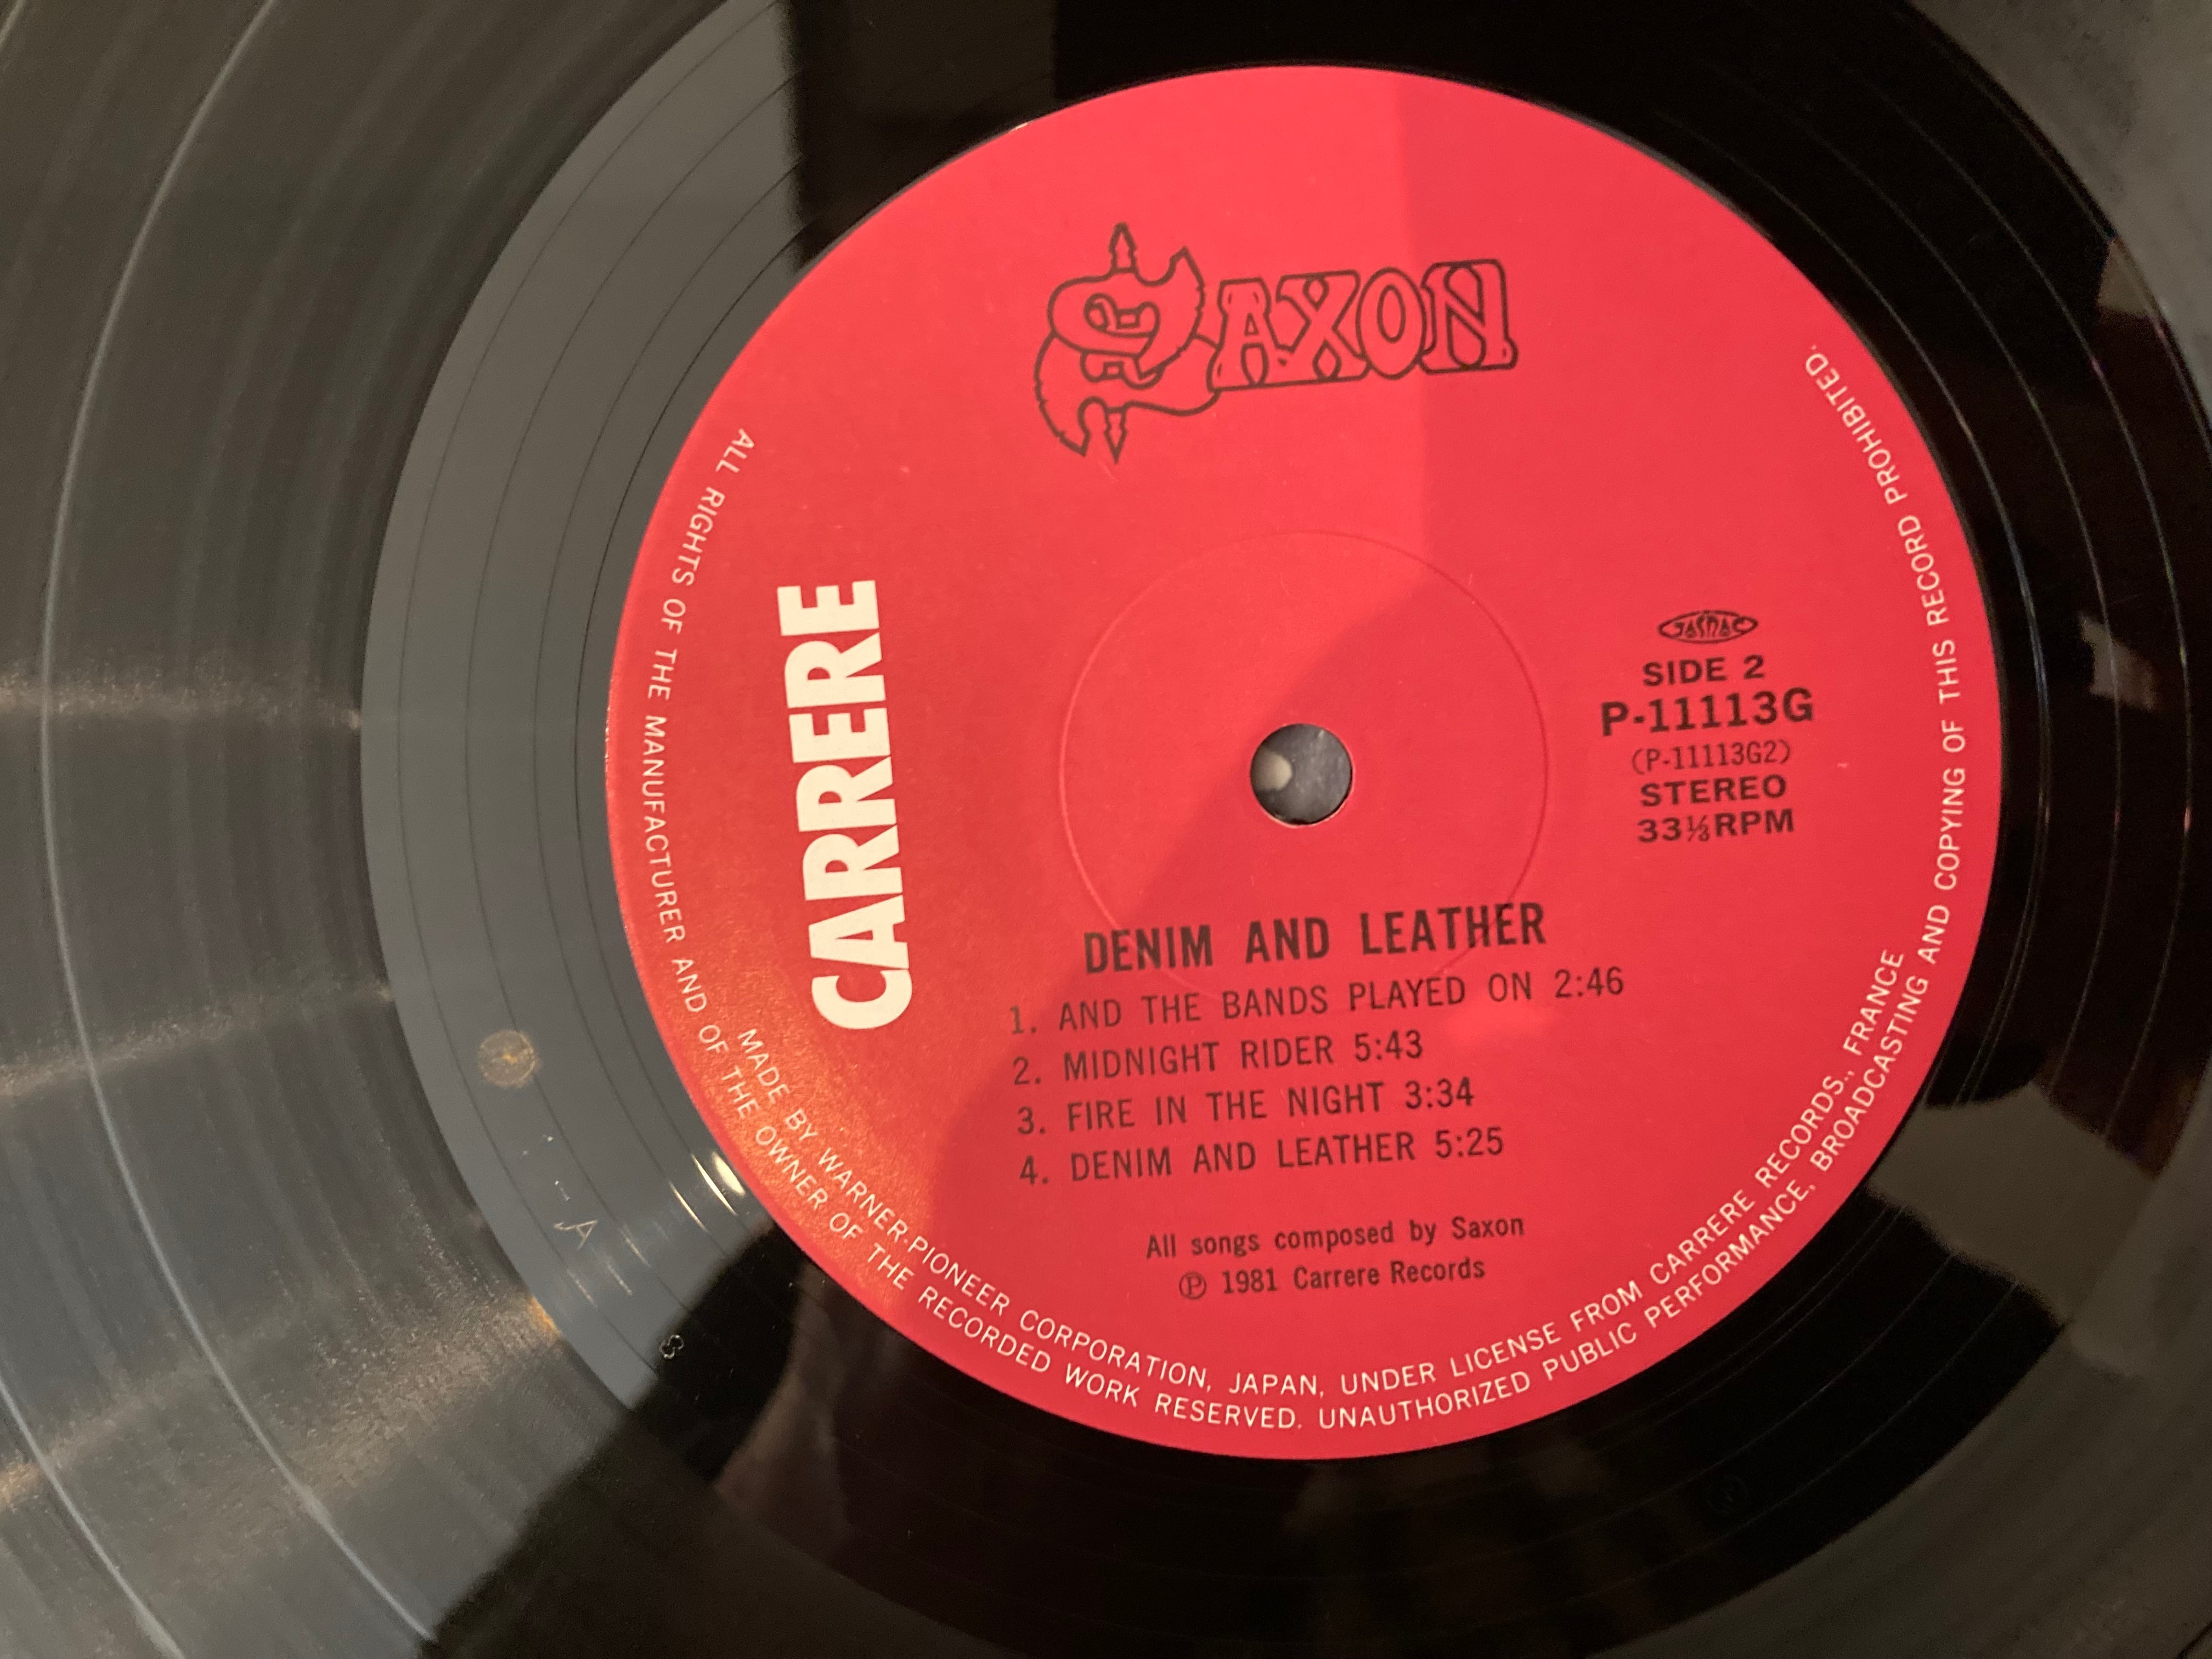 SAXON
CARRERE
JASRAC
SIDE 2
P-11113G
(P-11113G2)
STEREO
33⅓RPM
DENIM AND LEATHER
1. AND THE BANDS PLAYED ON 2:46
2. MIDNIGHT RIDER 5:43
3. FIRE IN THE NIGHT 3:34
4. DENIM AND LEATHER 5:25
All songs composed by Saxon
Ⓟ 1981 Carrere Records
MADE BY WARNER-PIONEER CORPORATION, JAPAN, UNDER LICENSE FROM CARRERE RECORDS., FRANCE
ALL RIGHTS OF THE MANUFACTURER AND OF THE OWNER OF THE RECORDED WORK RESERVED. UNAUTHORIZED PUBLIC PERFORMANCE, BROADCASTING AND COPYING OF THIS RECORD PROHIBITED.
1-A
8